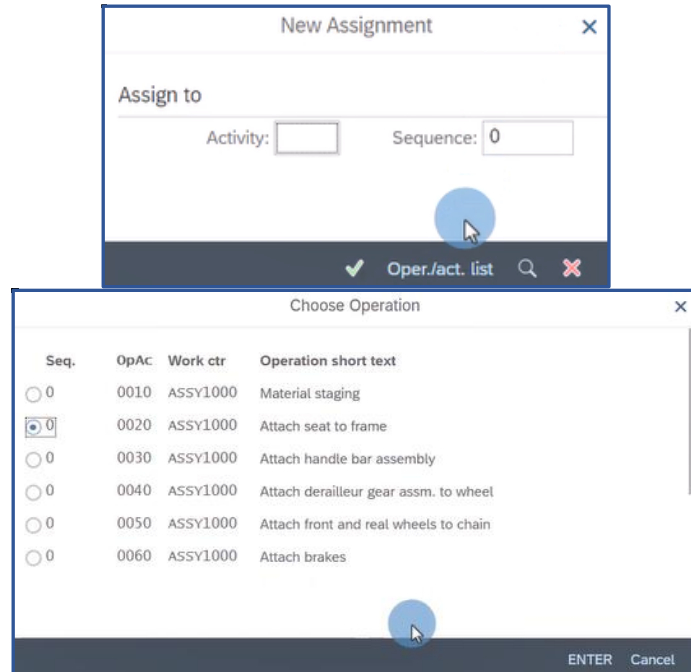 New Assignment
Assign to
Activity: Sequence: 0
Oper./act. list
Choose Operation
Seq. OpAc Work ctr Operation short text
0 0010 ASSY1000 Material staging
0 0020 ASSY1000 Attach seat to frame
0 0030 ASSY1000 Attach handle bar assembly
0 0040 ASSY1000 Attach derailleur gear assm. to wheel
0 0050 ASSY1000 Attach front and real wheels to chain
0 0060 ASSY1000 Attach brakes
ENTER Cancel